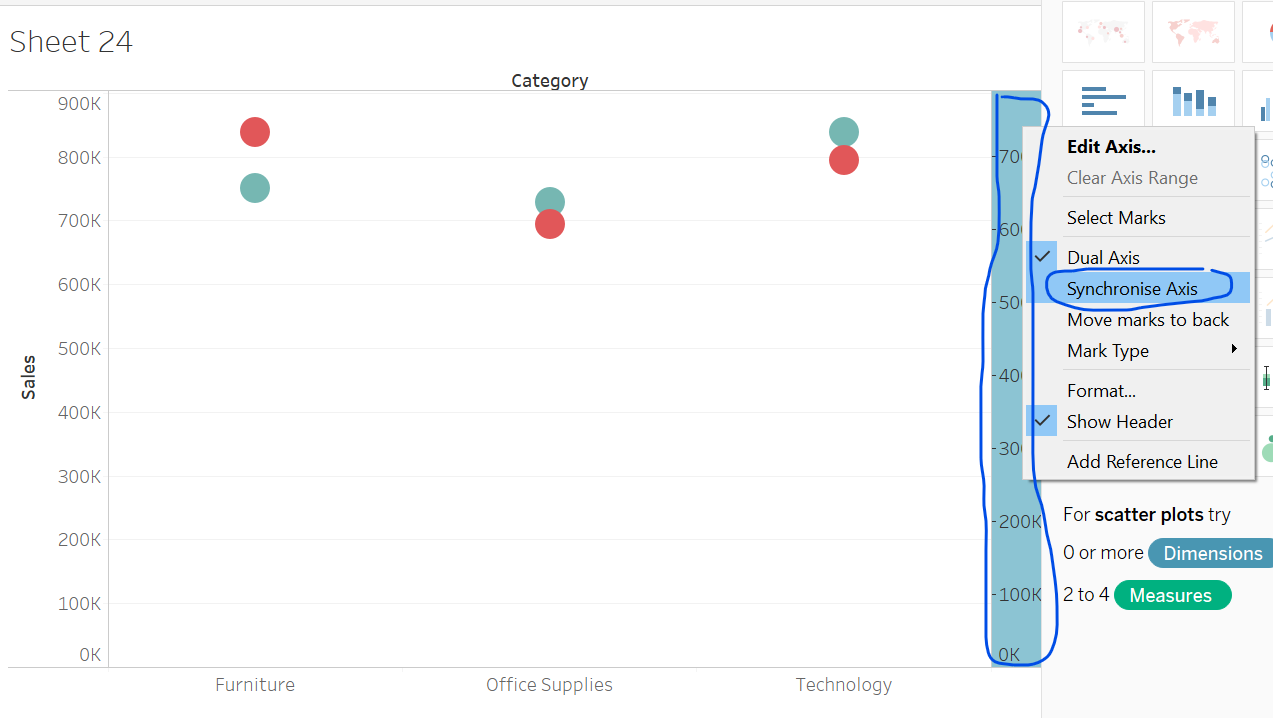 Sheet 24
Category
900K
800K
700K
600K
500K
400K
300K
200K
100K
0K
Sales
Furniture
Office Supplies
Technology
200K
100K
0K
Edit Axis...
Clear Axis Range
Select Marks
Dual Axis
Synchronise Axis
Move marks to back
Mark Type
Format...
Show Header
Add Reference Line
For scatter plots try
0 or more Dimensions
2 to 4 Measures